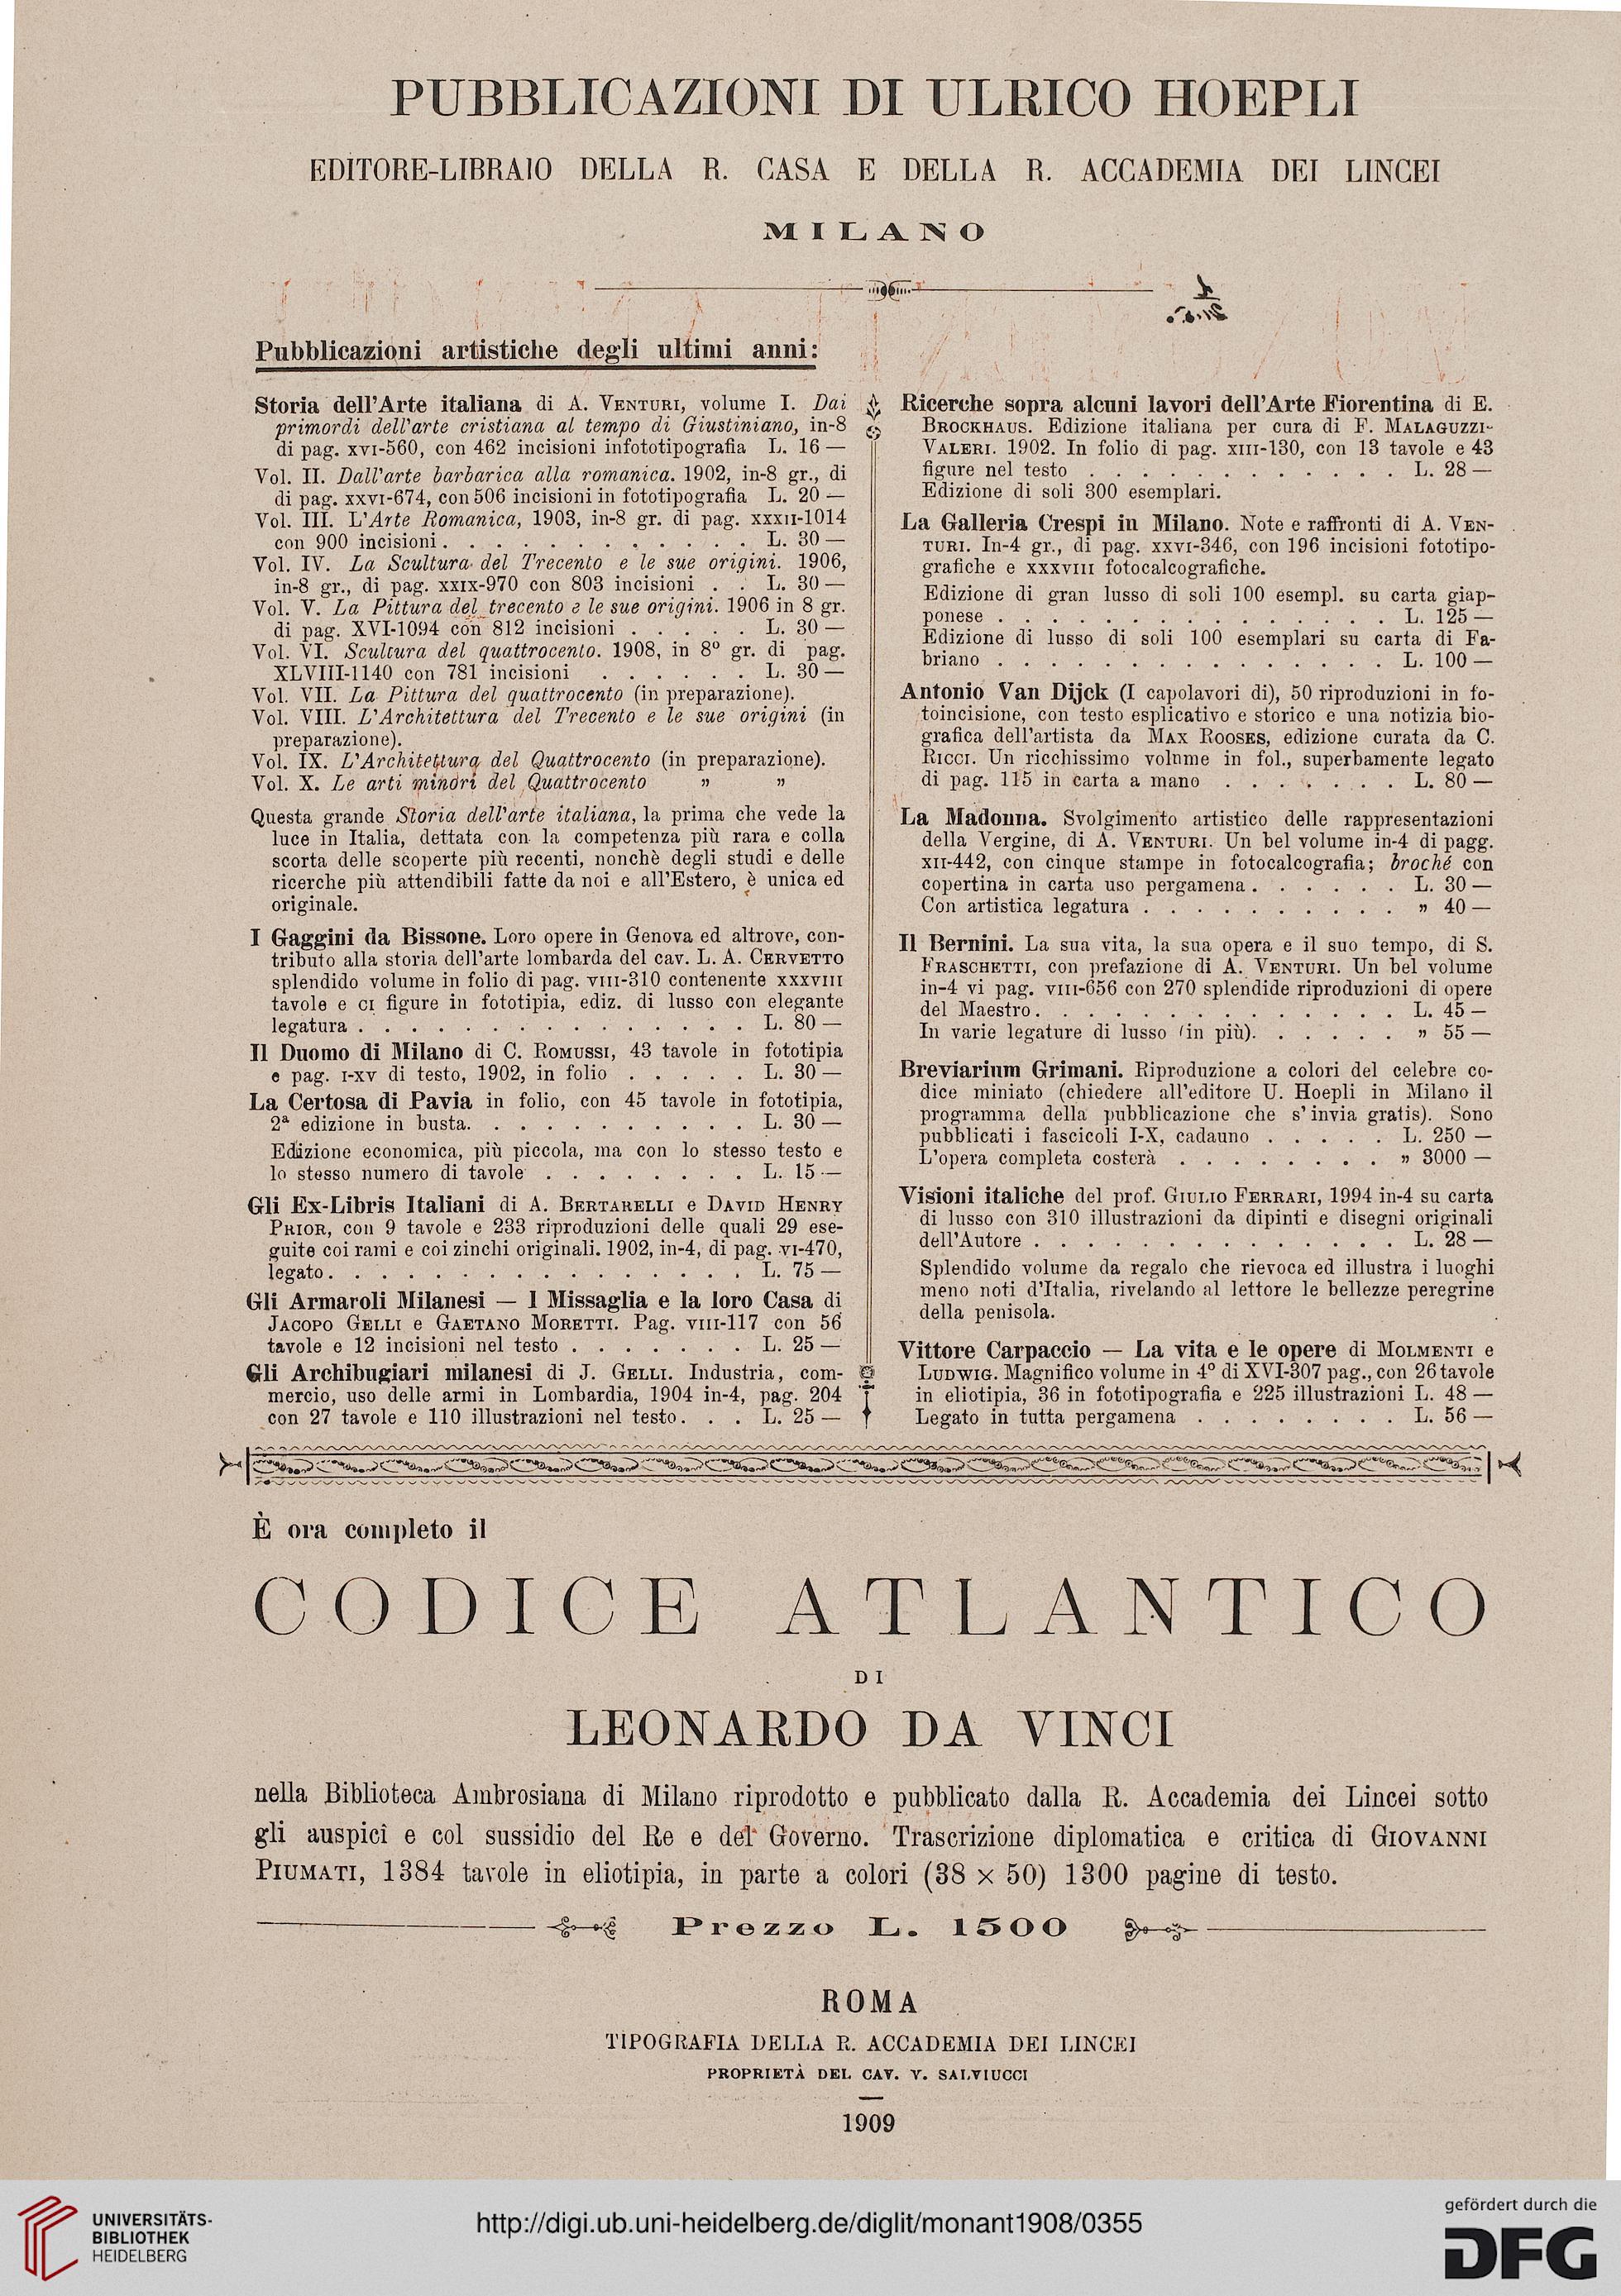 PUBBLICAZIONI DI ULRICO HOEPLI
EDITORE-LIBRAIO DELLA R. CASA E DELLA R. ACCADEMIA DEI LINCEI
MILANO
Pubblicazioni artistiche degli ultimi anni:
Storia dell'Arte italiana di A. VENTURI, volume I. Dai
primordi dell'arte cristiana al tempo di Giustiniano, in-8
di pag. XVI-560, con 462 incisioni infototipografia L. 16 —
Vol. II. Dall'arte barbarica alla romanica. 1902, in-8 gr., di
di pag. XXVI-674, con 506 incisioni in fototipografia L. 20 —
Vol. III. L'Arte Romanica, 1903, in-8 gr. di pag. XXXII-1014
con 900 incisioni . . . . . . . . . . . . L. 30 —
Vol. IV. La Scultura del Trecento e le sue origini. 1906,
in-8 gr., di pag. XXIX-970 con 803 incisioni . . L. 30 —
Vol. V. La Pittura del trecento e le sue origini. 1906 in 8 gr.
di pag. XVI-1094 con 812 incisioni . . . . . L. 30 —
Vol. VI. Scultura del quattrocento. 1908, in 8º gr. di pag.
XLVIII-1140 con 781 incisioni . . . . . . L. 30 —
Vol. VII. La Pittura del quattrocento (in preparazione).
Vol. VIII. L'Architettura del Trecento e le sue origini (in
preparazione).
Vol. IX. L'Architettura del Quattrocento (in preparazione).
Vol. X. Le arti minori del Quattrocento „ „
Questa grande Storia dell'arte italiana, la prima che vede la
luce in Italia, dettata con la competenza più rara e colla
scorta delle scoperte più recenti, nonchè degli studi e delle
ricerche più attendibili fatte da noi e all'Estero, è unica ed
originale.
I Gaggini da Bissone. Loro opere in Genova ed altrove, con-
tributo alla storia dell'arte lombarda del cav. L. A. CERVETTO
splendido volume in folio di pag. VIII-310 contenente XXXVIII
tavole e CI figure in fototipia, ediz. di lusso con elegante
legatura . . . . . . . . . . . . . . . L. 80 —
Il Duomo di Milano di C. ROMUSSI, 43 tavole in fototipia
e pag. I-XV di testo, 1902, in folio . . . . . L. 30 —
La Certosa di Pavia in folio, con 45 tavole in fototipia,
2ª edizione in busta. . . . . . . . . . . L. 30 —
Edizione economica, più piccola, ma con lo stesso testo e
lo stesso numero di tavole . . . . . . . . L. 15 —
Gli Ex-Libris Italiani di A. BERTARELLI e DAVID HENRY
PRIOR, con 9 tavole e 233 riproduzioni delle quali 29 ese-
guite coi rami e coi zinchi originali. 1902, in-4, di pag. VI-470,
legato. . . . . . . . . . . . . . . . . L. 75 —
Gli Armaroli Milanesi — I Missaglia e la loro Casa di
JACOPO GELLI e GAETANO MORETTI. Pag. VIII-117 con 56
tavole e 12 incisioni nel testo . . . . . . . L. 25 —
Gli Archibugiari milanesi di J. GELLI. Industria, com-
mercio, uso delle armi in Lombardia, 1904 in-4, pag. 204
con 27 tavole e 110 illustrazioni nel testo. . . L. 25 —
Ricerche sopra alcuni lavori dell'Arte Fiorentina di E.
BROCKHAUS. Edizione italiana per cura di F. MALAGUZZI-
VALERI. 1902. In folio di pag. XIII-130, con 13 tavole e 43
figure nel testo . . . . . . . . . . . . L. 28 —
Edizione di soli 300 esemplari.
La Galleria Crespi in Milano. Note e raffronti di A. VEN-
TURI. In-4 gr., di pag. XXVI-346, con 196 incisioni fototipo-
grafiche e XXXVIII fotocalcografiche.
Edizione di gran lusso di soli 100 esempl. su carta giap-
ponese . . . . . . . . . . . . . . . L. 125 —
Edizione di lusso di soli 100 esemplari su carta di Fa-
briano . . . . . . . . . . . . . . . L. 100 —
Antonio Van Dijck (I capolavori di), 50 riproduzioni in fo-
toincisione, con testo esplicativo e storico e una notizia bio-
grafica dell'artista da MAX ROOSES, edizione curata da C.
RICCI. Un ricchissimo volnme in fol., superbamente legato
di pag. 115 in carta a mano . . . . . . . L. 80 —
La Madonna. Svolgimento artistico delle rappresentazioni
della Vergine, di A. VENTURI. Un bel volume in-4 di pagg.
XII-442, con cinque stampe in fotocalcografia; broché con
copertina in carta uso pergamena . . . . . . L. 30 —
Con artistica legatura . . . . . . . . . . „ 40 —
Il Bernini. La sua vita, la sua opera e il suo tempo, di S.
FRASCHETTI, con prefazione di A. VENTURI. Un bel volume
in-4 vi pag. VIII-656 con 270 splendide riproduzioni di opere
del Maestro . . . . . . . . . . . . . . L. 45 —
In varie legature di lusso (in più). . . . . . „ 55 —
Breviarium Grimani. Riproduzione a colori del celebre co-
dice miniato (chiedere all'editore U. Hoepli in Milano il
programma della pubblicazione che s'invia gratis). Sono
pubblicati i fascicoli I-X, cadauno . . . . . L. 250 —
L'opera completa costerà . . . . . . . . „ 3000 —
Visioni italiche del prof. GIULIO FERRARI, 1994 in-4 su carta
di lusso con 310 illustrazioni da dipinti e disegni originali
dell'Autore . . . . . . . . . . . . . . L. 28 —
Splendido volume da regalo che rievoca ed illustra i luoghi
meno noti d'Italia, rivelando al lettore le bellezze peregrine
della penisola.
Vittore Carpaccio — La vita e le opere di MOLMENTI e
LUDWIG. Magnifico volume in 4º di XVI-307 pag., con 26 tavole
in eliotipia, 36 in fototipografia e 225 illustrazioni L. 48 —
Legato in tutta pergamena . . . . . . . . L. 56 —
È ora completo il
CODICE ATLANTICO
DI
LEONARDO DA VINCI
nella Biblioteca Ambrosiana di Milano riprodotto e pubblicato dalla R. Accademia dei Lincei sotto
gli auspicî e col sussidio del Re e del Governo. Trascrizione diplomatica e critica di GIOVANNI
PIUMATI, 1384 tavole in eliotipia, in parte a colori (38 × 50) 1300 pagine di testo.
Prezzo L. 1500
ROMA
TIPOGRAFIA DELLA R. ACCADEMIA DEI LINCEI
PROPRIETÀ DEL CAV. V. SALVIUCCI
1909
UNIVERSITÄTS-
BIBLIOTHEK
HEIDELBERG
http://digi.ub.uni-heidelberg.de/diglit/monant1908/0355
gefördert durch die
DFG